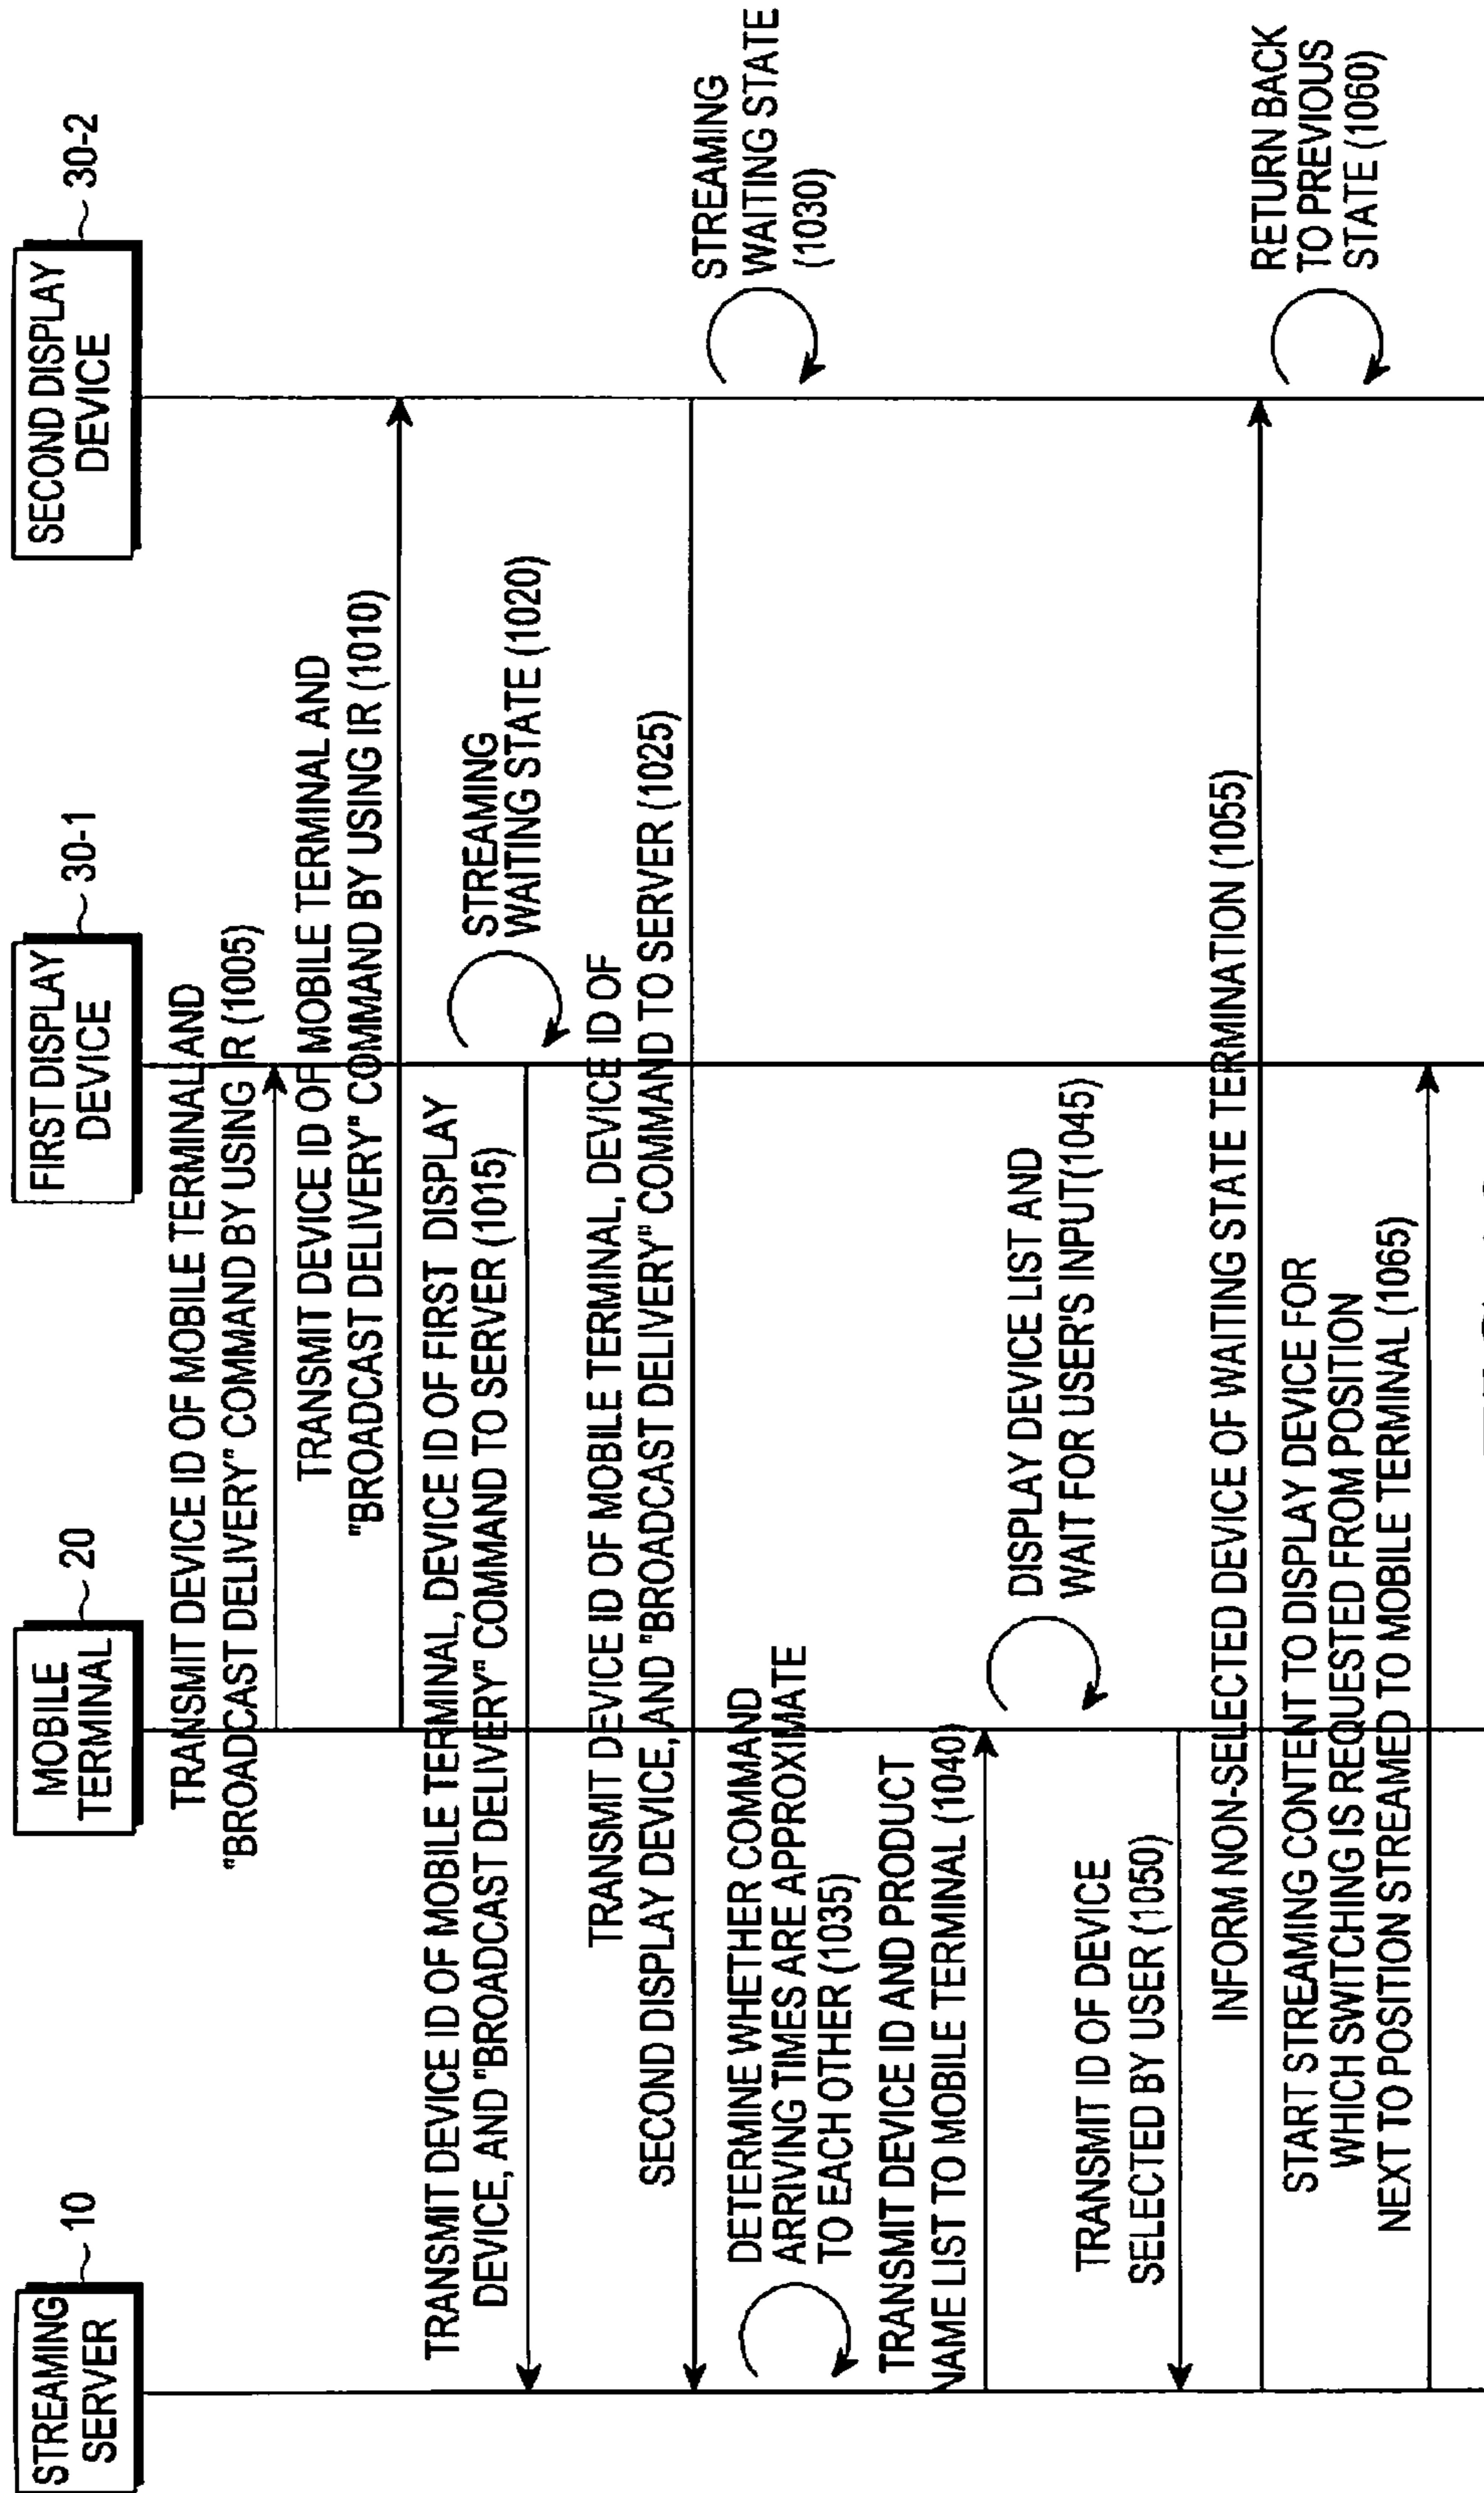 STREAMING
SERVER
10
MOBILE
TERMINAL
20
FIRST DISPLAY
DEVICE
30-1
SECOND DISPLAY
DEVICE
30-2
TRANSMIT DEVICE ID OF MOBILE TERMINAL AND
"BROADCAST DELIVERY" COMMAND BY USING IR (1005)
TRANSMIT DEVICE ID OF MOBILE TERMINAL AND
"BROADCAST DELIVERY" COMMAND BY USING IR (1010)
TRANSMIT DEVICE ID OF MOBILE TERMINAL, DEVICE ID OF FIRST DISPLAY
DEVICE, AND "BROADCAST DELIVERY" COMMAND TO SERVER (1015)
STREAMING
WAITING STATE (1020)
TRANSMIT DEVICE ID OF MOBILE TERMINAL, DEVICE ID OF
SECOND DISPLAY DEVICE, AND "BROADCAST DELIVERY" COMMAND TO SERVER (1025)
STREAMING
WAITING STATE
(1030)
DETERMINE WHETHER COMMAND
ARRIVING TIMES ARE APPROXIMATE
TO EACH OTHER (1035)
TRANSMIT DEVICE ID AND PRODUCT
NAME LIST TO MOBILE TERMINAL (1040)
DISPLAY DEVICE LIST AND
WAIT FOR USER'S INPUT(1045)
TRANSMIT ID OF DEVICE
SELECTED BY USER (1050)
INFORM NON-SELECTED DEVICE OF WAITING STATE TERMINATION (1055)
RETURN BACK
TO PREVIOUS
STATE (1060)
START STREAMING CONTENT TO DISPLAY DEVICE FOR
WHICH SWITCHING IS REQUESTED FROM POSITION
NEXT TO POSITION STREAMED TO MOBILE TERMINAL (1065)